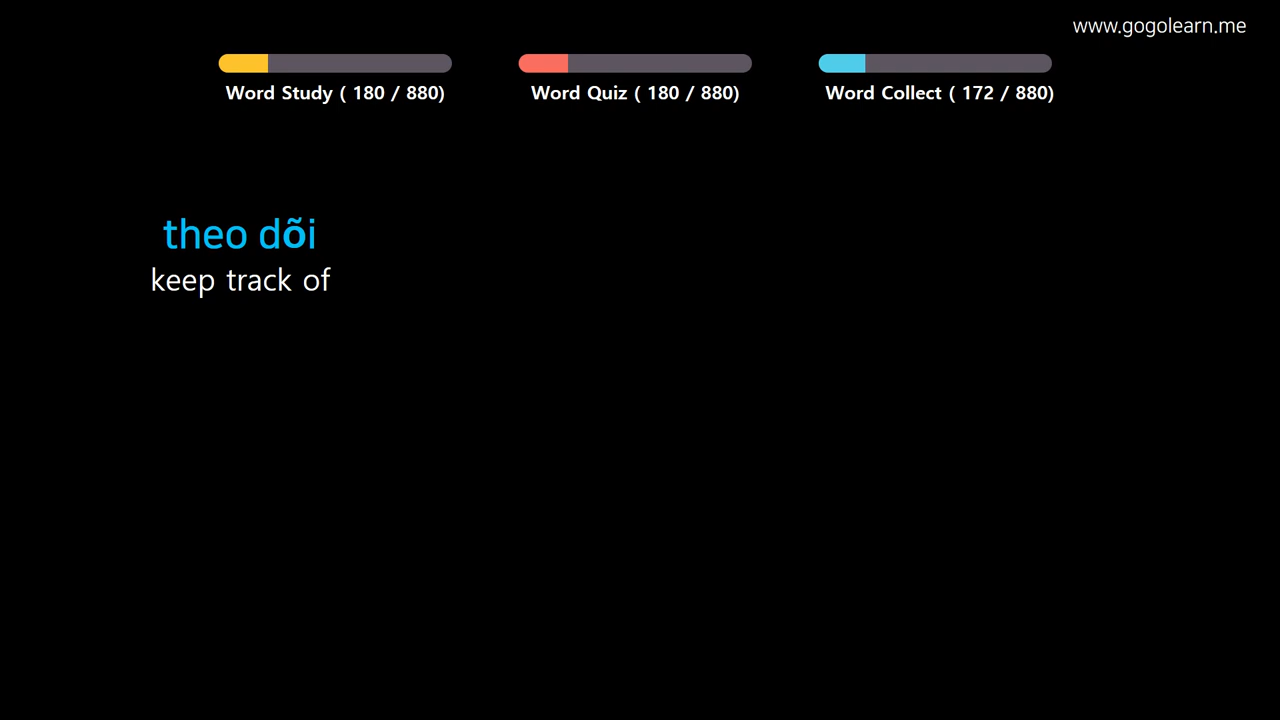 www.gogolearn.me
Word Study ( 180 / 880)
Word Quiz ( 180 / 880)
Word Collect ( 172 / 880)
theo dõi
keep track of